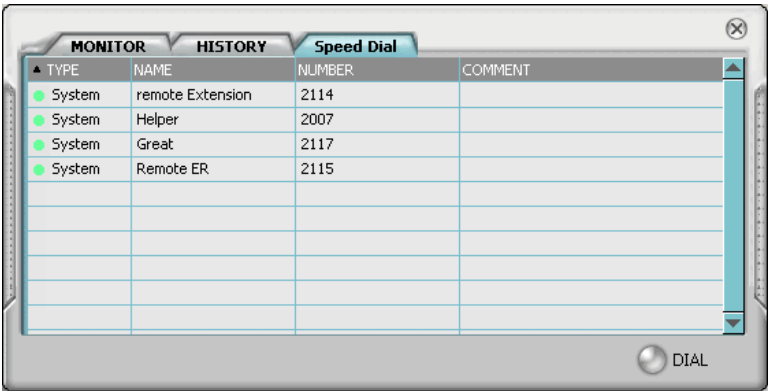 MONITOR HISTORY Speed Dial
TYPE NAME NUMBER COMMENT
System remote Extension 2114
System Helper 2007
System Great 2117
System Remote ER 2115
DIAL